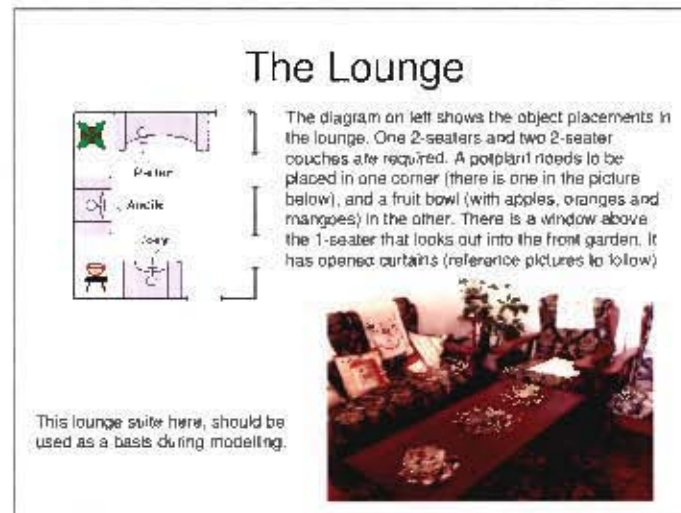 The Lounge
The diagram on left shows the object placements in
the lounge. One 2-seaters and two 2-seater
couches are required. A potplant needs to be
placed in one corner (there is one in the picture
below), and a fruit bowl (with apples, oranges and
mangoes) in the other. There is a window above
the 1-seater that looks out into the front garden. It
has opened curtains (reference pictures to follow)
Andile
This lounge suite here, should be
used as a basis during modelling.